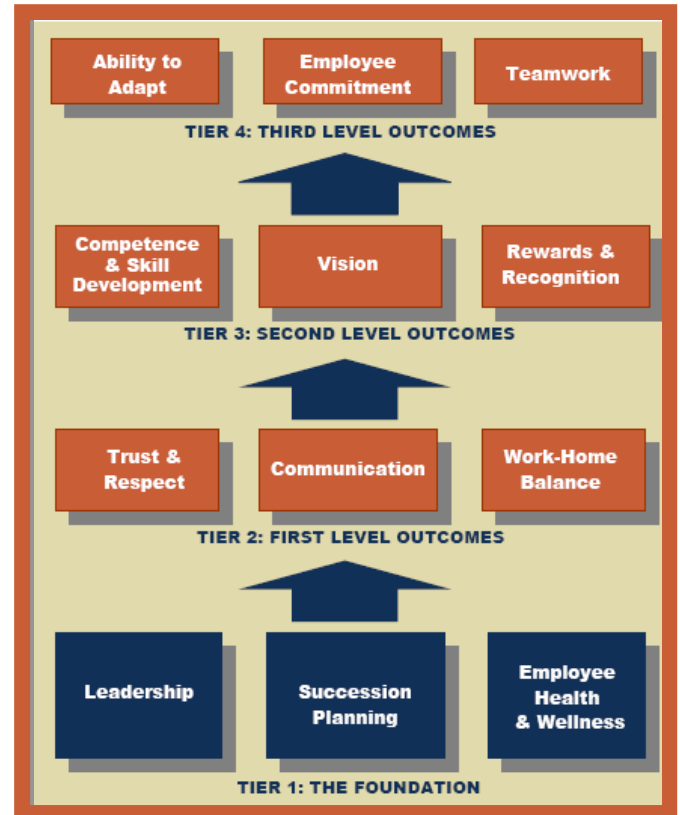 Ability to
Adapt
Employee
Commitment
Teamwork
TIER 4: THIRD LEVEL OUTCOMES
Competence
& Skill
Development
Vision
Rewards &
Recognition
TIER 3: SECOND LEVEL OUTCOMES
Trust &
Respect
Communication
Work-Home
Balance
TIER 2: FIRST LEVEL OUTCOMES
Leadership
Succession
Planning
Employee
Health
& Wellness
TIER 1: THE FOUNDATION